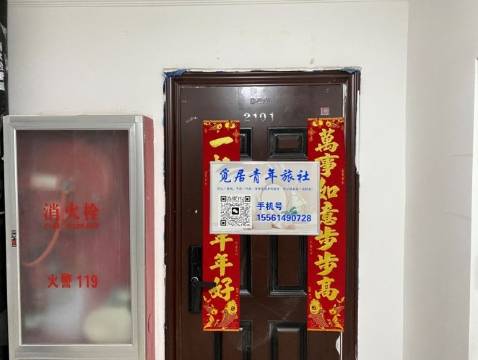 2101
消火栓
火警 119
一
年年好
萬事如意步步高
觅居青年旅社
手机号
15561490728